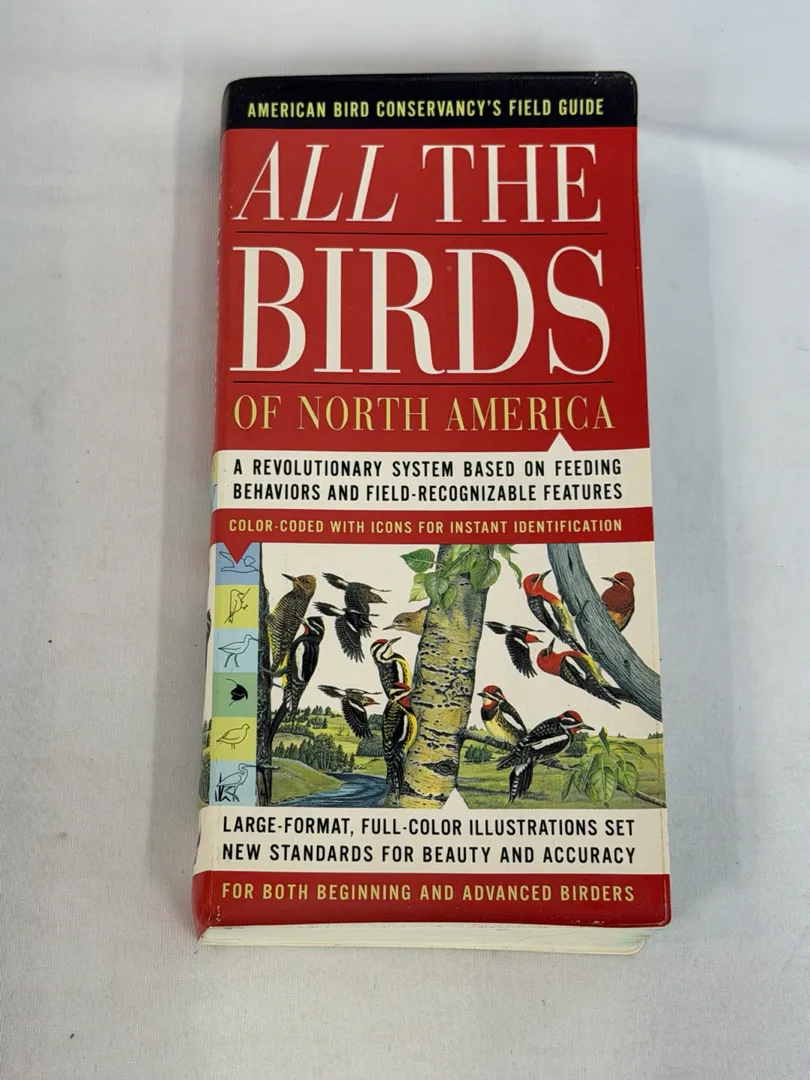 AMERICAN BIRD CONSERVANCY'S FIELD GUIDE
ALL THE
BIRDS
OF NORTH AMERICA
A REVOLUTIONARY SYSTEM BASED ON FEEDING
BEHAVIORS AND FIELD-RECOGNIZABLE FEATURES
COLOR-CODED WITH ICONS FOR INSTANT IDENTIFICATION
LARGE-FORMAT, FULL-COLOR ILLUSTRATIONS SET
NEW STANDARDS FOR BEAUTY AND ACCURACY
FOR BOTH BEGINNING AND ADVANCED BIRDERS